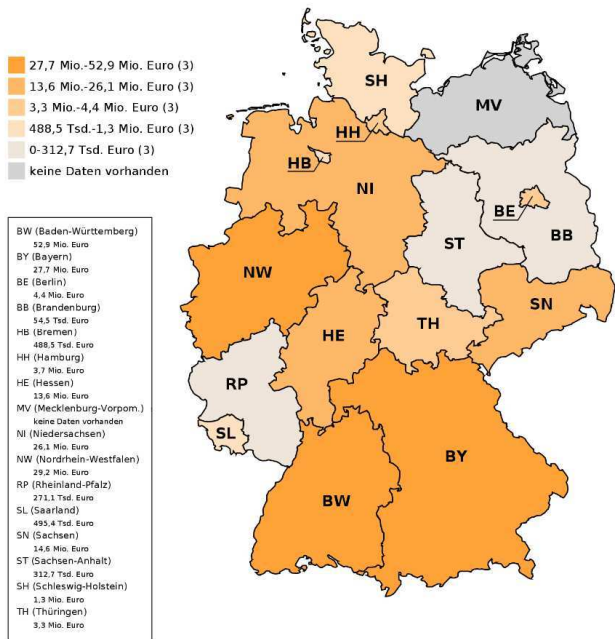 27,7 Mio.-52,9 Mio. Euro (3)
13,6 Mio.-26,1 Mio. Euro (3)
3,3 Mio.-4,4 Mio. Euro (3)
488,5 Tsd.-1,3 Mio. Euro (3)
0-312,7 Tsd. Euro (3)
keine Daten vorhanden
SH
MV
HH
HB
NI
BE
BB
ST
NW
SN
TH
HE
RP
SL
BY
BW
BW (Baden-Württemberg)
52,9 Mio. Euro
BY (Bayern)
27,7 Mio. Euro
BE (Berlin)
4,4 Mio. Euro
BB (Brandenburg)
54,5 Tsd. Euro
HB (Bremen)
488,5 Tsd. Euro
HH (Hamburg)
3,7 Mio. Euro
HE (Hessen)
13,6 Mio. Euro
MV (Mecklenburg-Vorpom.)
keine Daten vorhanden
NI (Niedersachsen)
26,1 Mio. Euro
NW (Nordrhein-Westfalen)
29,2 Mio. Euro
RP (Rheinland-Pfalz)
271,1 Tsd. Euro
SL (Saarland)
495,4 Tsd. Euro
SN (Sachsen)
14,6 Mio. Euro
ST (Sachsen-Anhalt)
312,7 Tsd. Euro
SH (Schleswig-Holstein)
1,3 Mio. Euro
TH (Thüringen)
3,3 Mio. Euro